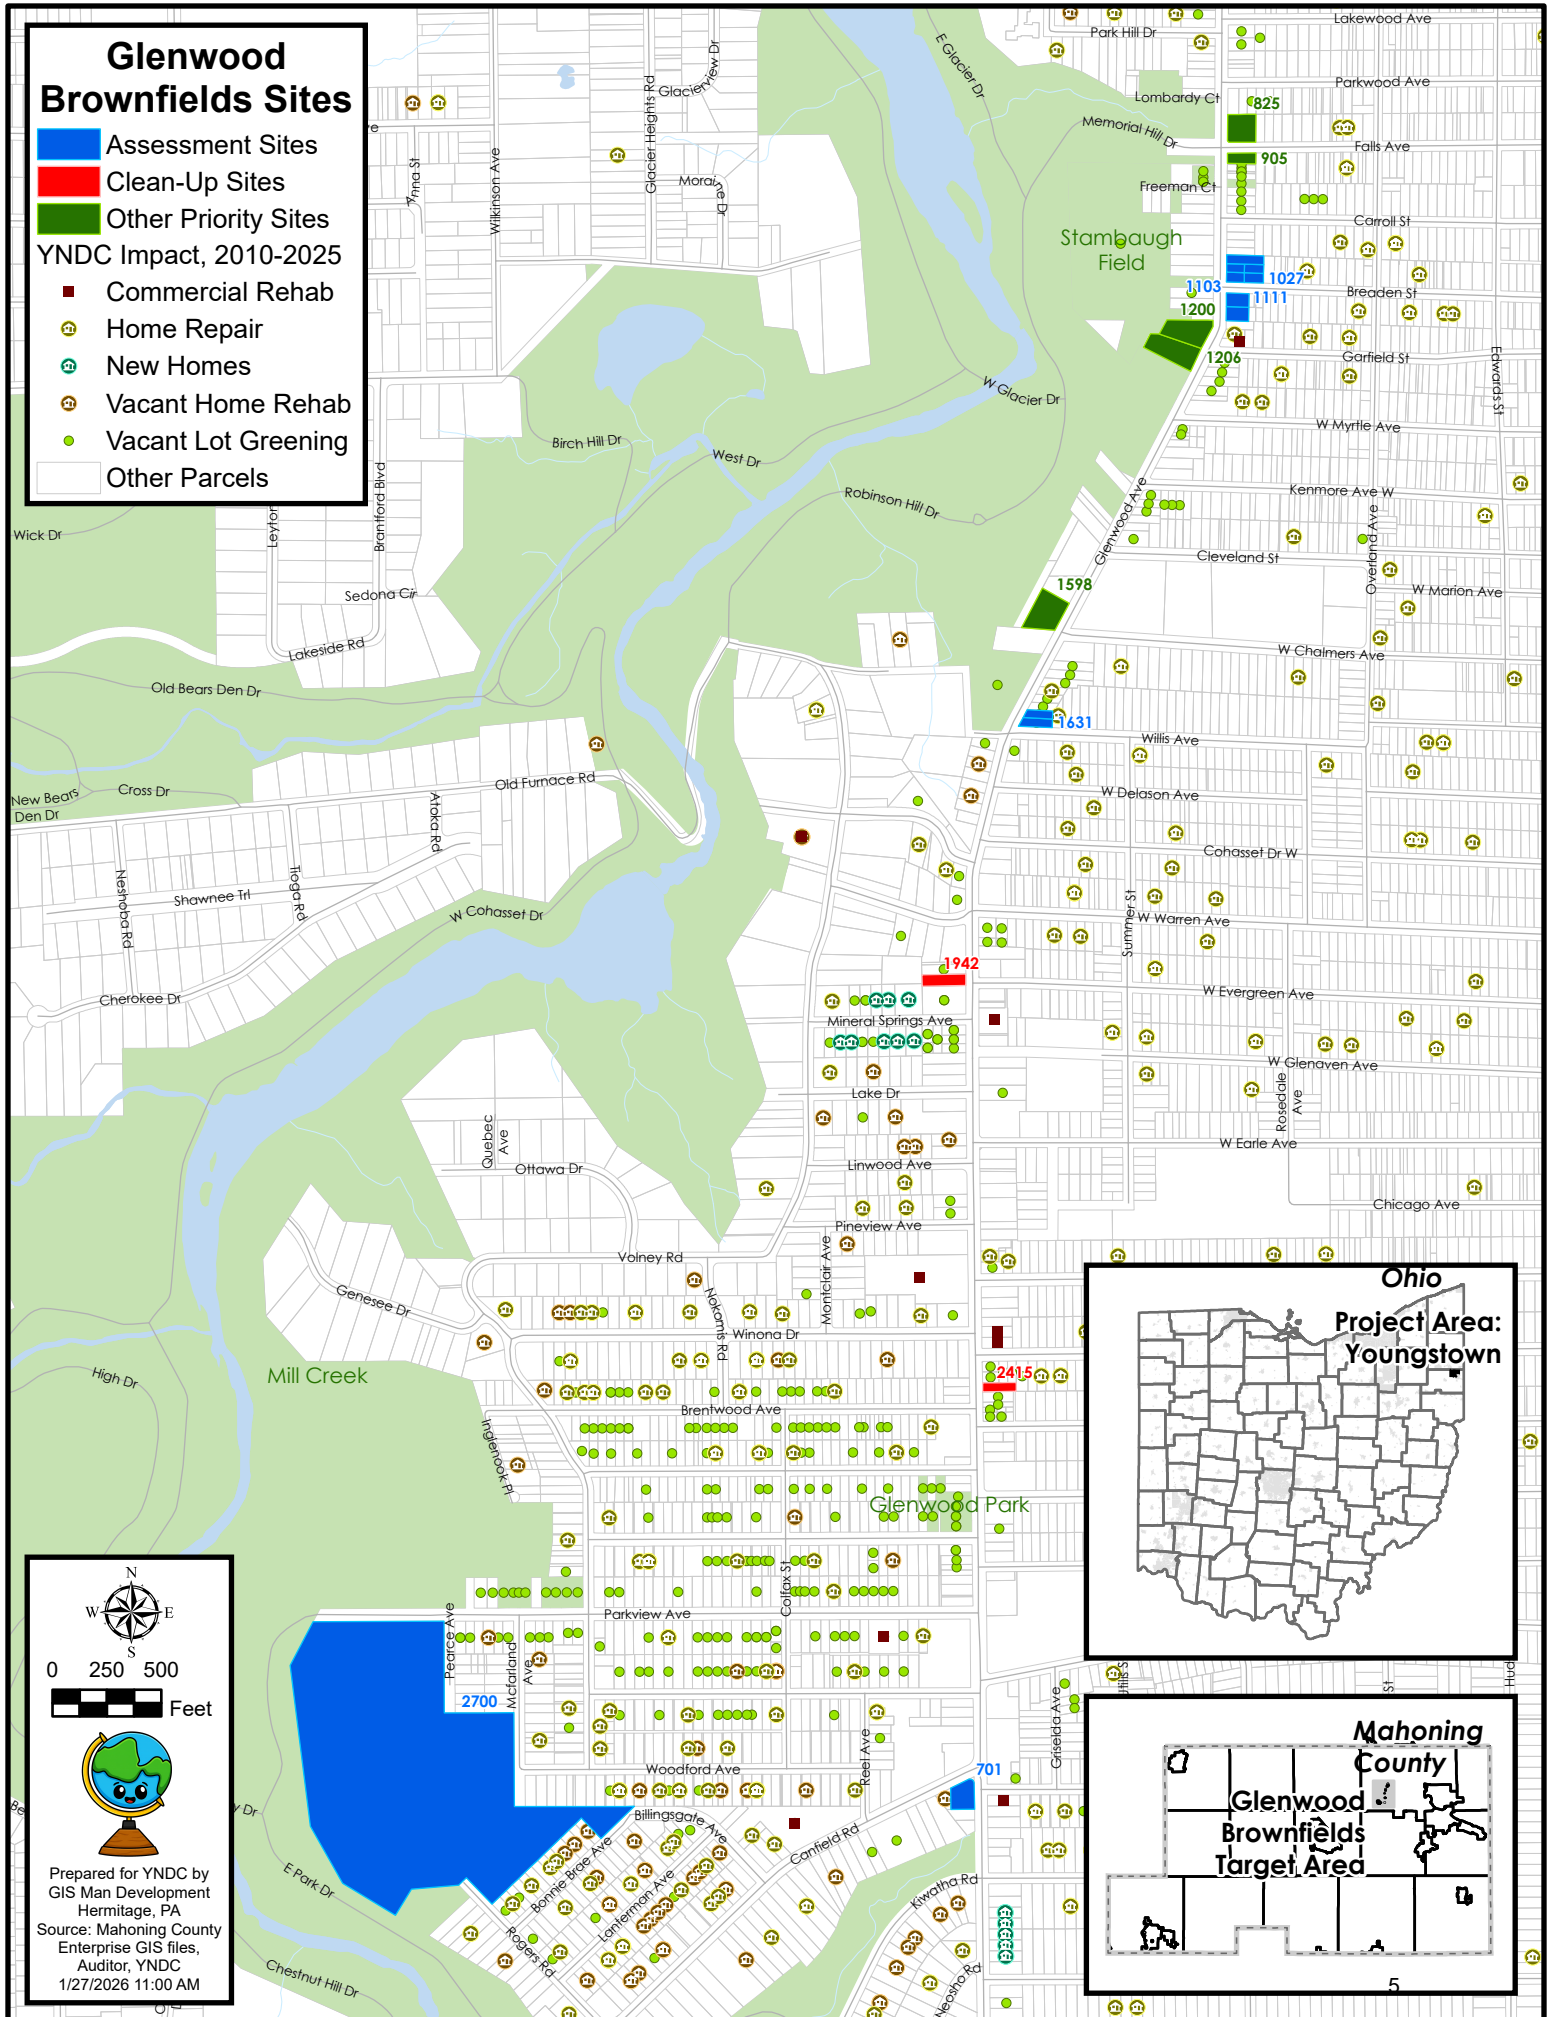 Glenwood
Brownfields Sites
Assessment Sites
Clean-Up Sites
Other Priority Sites
YNDC Impact, 2010-2025
Commercial Rehab
Home Repair
New Homes
Vacant Home Rehab
Vacant Lot Greening
Other Parcels
Lakewood Ave
Park Hill Dr
E Glacier Dr
Glacierview Dr
Glacier Heights Rd
Parkwood Ave
Lombardy Ct
825
Memorial Hill Dr
Falls Ave
905
Anna St
Wilkinson Ave
Moraine Dr
Freeman Ct
Carroll St
Stambaugh
Field
1027
1103
Breaden St
1111
1200
1206
Garfield St
Edwards St
W Glacier Dr
W Myrtle Ave
Birch Hill Dr
West Dr
Brantford Blvd
Leyton
Robinson Hill Dr
Kenmore Ave W
Glenwood Ave
Overland Ave
Wick Dr
Cleveland St
1598
W Marion Ave
Sedona Cir
Lakeside Rd
W Chalmers Ave
Old Bears Den Dr
1631
Willis Ave
Old Furnace Rd
New Bears
Den Dr
Cross Dr
W Delason Ave
Atoka Rd
Cohasset Dr W
Neshoba Rd
Shawnee Trl
Tioga Rd
W Cohasset Dr
Summer St
W Warren Ave
1942
Cherokee Dr
W Evergreen Ave
Mineral Springs Ave
W Glenaven Ave
Lake Dr
Rosedale
Ave
Quebec
Ave
W Earle Ave
Ottawa Dr
Linwood Ave
Chicago Ave
Pineview Ave
Montclair Ave
Volney Rd
Genesee Dr
Nokomis Rd
Winona Dr
Mill Creek
High Dr
2415
Brentwood Ave
Inglenook Pl
Glenwood Park
Colfax St
Parkview Ave
Pearce Ave
Mcfarland
Ave
2700
Griselda Ave
Reel Ave
Woodford Ave
701
Billingsgate Ave
Canfield Rd
E Park Dr
Bonnie Brae Ave
Lanterman Ave
Rogers Rd
Kiwatha Rd
Neosho Rd
Chestnut Hill Dr
Ohio
Project Area:
Youngstown
Mahoning
County
Glenwood
Brownfields
Target Area
5
N
W E
S
0 250 500
Feet
Prepared for YNDC by
GIS Man Development
Hermitage, PA
Source: Mahoning County
Enterprise GIS files,
Auditor, YNDC
1/27/2026 11:00 AM